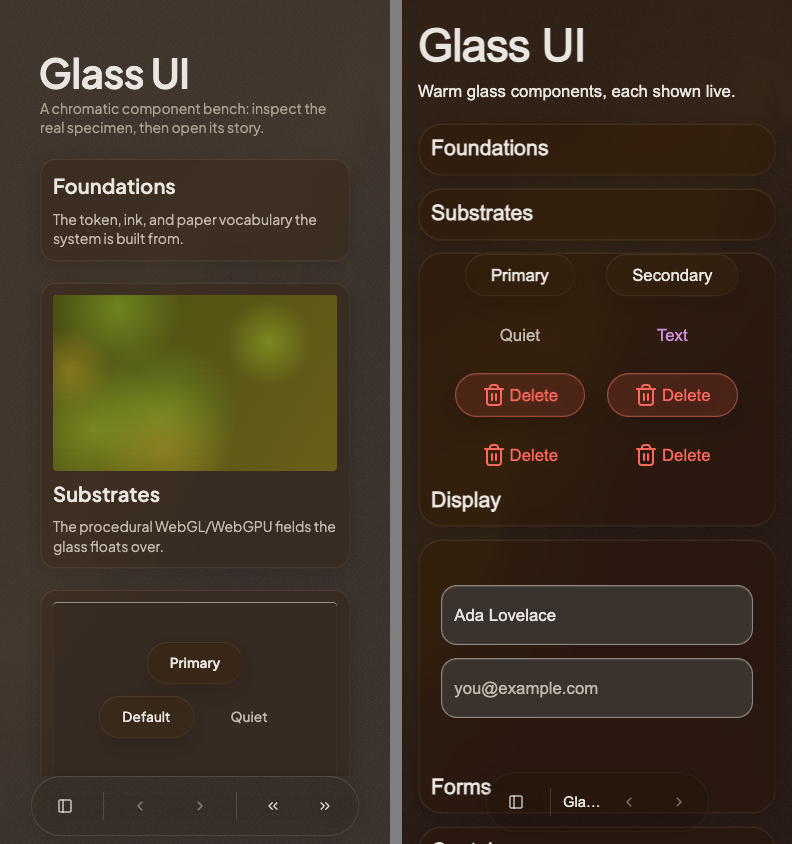 Glass UI
A chromatic component bench: inspect the
real specimen, then open its story.
Foundations
The token, ink, and paper vocabulary the
system is built from.
Substrates
The procedural WebGL/WebGPU fields the
glass floats over.
Primary
Default
Quiet
Glass UI
Warm glass components, each shown live.
Foundations
Substrates
Primary
Secondary
Quiet
Text
Delete
Delete
Delete
Delete
Display
Ada Lovelace
you@example.com
Forms
Gla...